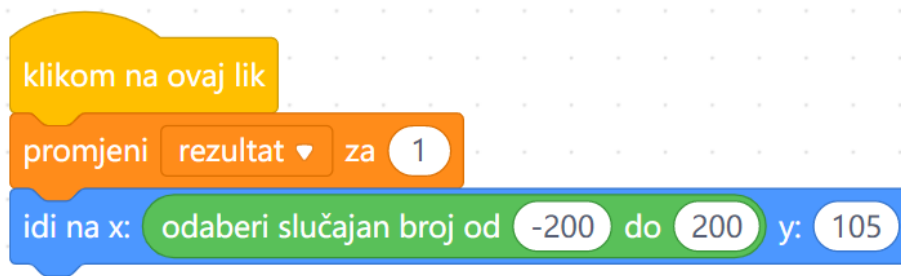 klikom na ovaj lik
promjeni rezultat za 1
idi na x: odaberi slučajan broj od -200 do 200 y: 105